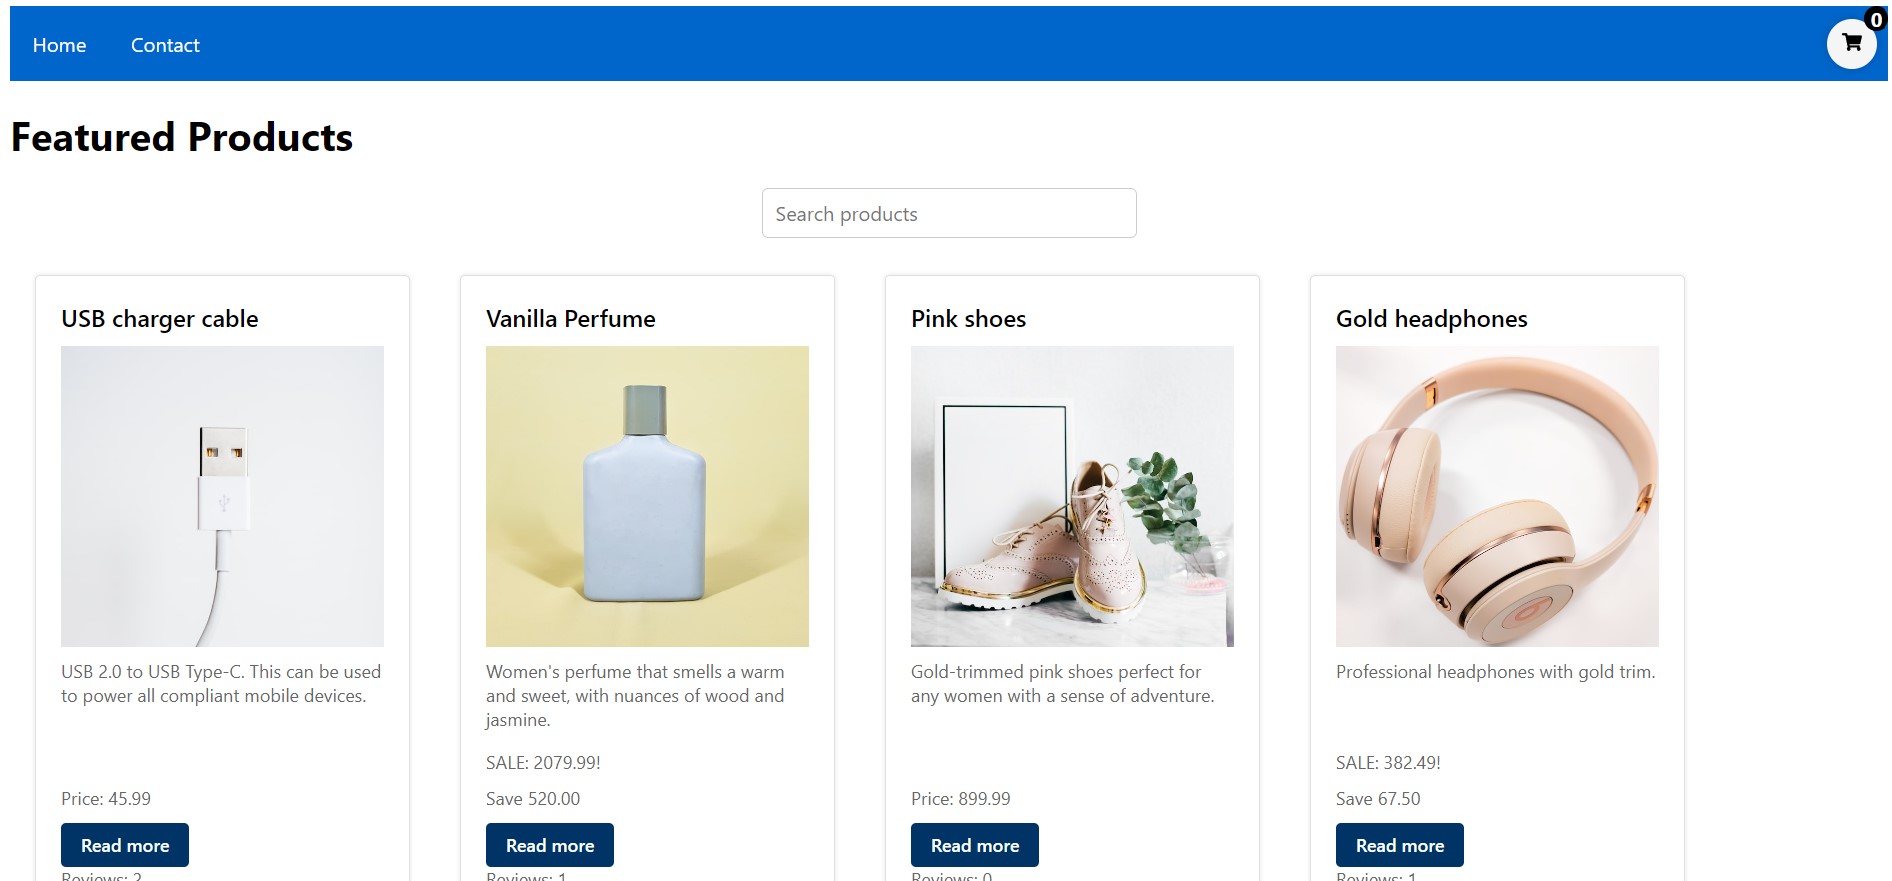 Home Contact 0
Featured Products
Search products
USB charger cable
USB 2.0 to USB Type-C. This can be used
to power all compliant mobile devices.
Price: 45.99
Read more
Reviews: 2
Vanilla Perfume
Women's perfume that smells a warm
and sweet, with nuances of wood and
jasmine.
SALE: 2079.99!
Save 520.00
Read more
Reviews: 1
Pink shoes
Gold-trimmed pink shoes perfect for
any women with a sense of adventure.
Price: 899.99
Read more
Reviews: 0
Gold headphones
Professional headphones with gold trim.
SALE: 382.49!
Save 67.50
Read more
Reviews: 1